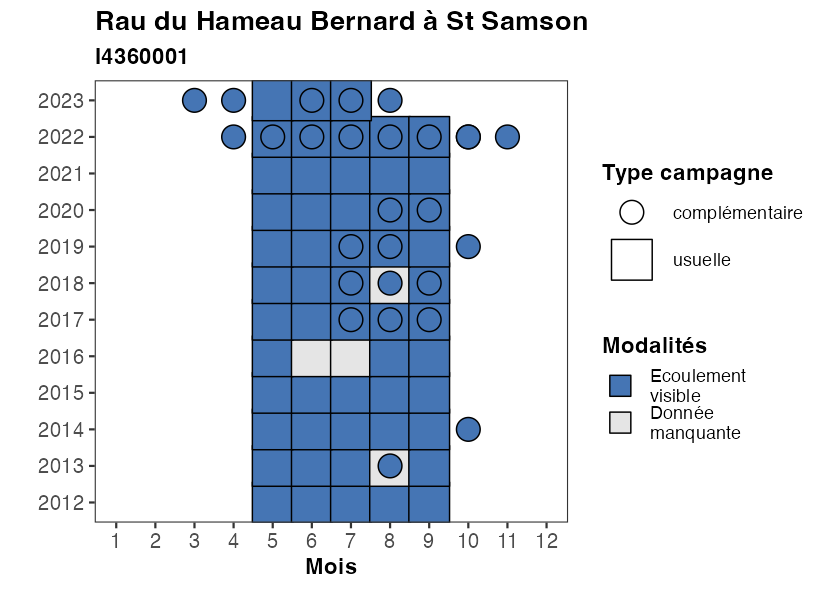 Rau du Hameau Bernard à St Samson
I4360001
2023
2022
2021
2020
2019
2018
2017
2016
2015
2014
2013
2012
1 2 3 4 5 6 7 8 9 10 11 12
Mois
Type campagne
complémentaire
usuelle
Modalités
Ecoulement
visible
Donnée
manquante